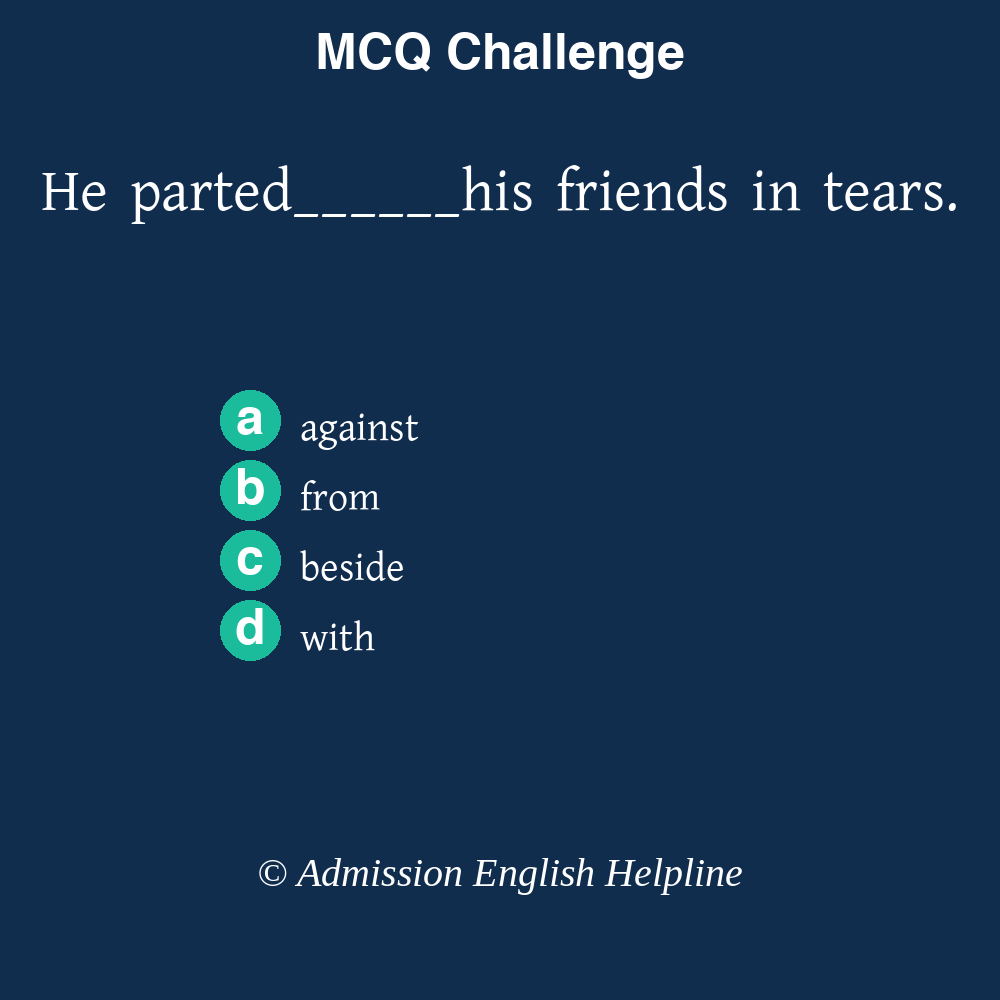 MCQ Challenge
He parted______his friends in tears.
a against
b from
c beside
d with
© Admission English Helpline